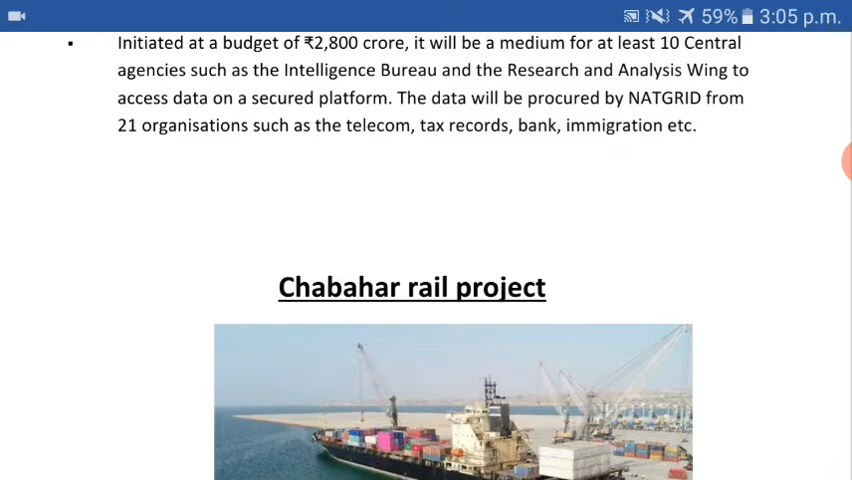 59% 3:05 p.m.
▪ Initiated at a budget of ₹2,800 crore, it will be a medium for at least 10 Central
agencies such as the Intelligence Bureau and the Research and Analysis Wing to
access data on a secured platform. The data will be procured by NATGRID from
21 organisations such as the telecom, tax records, bank, immigration etc.
Chabahar rail project